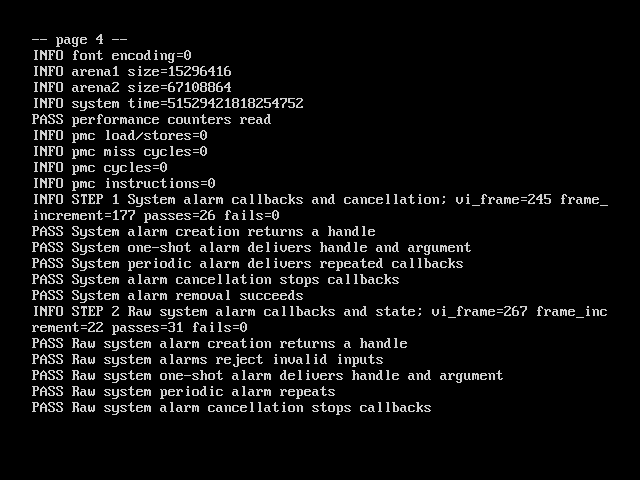 -- page 4 --
INFO font encoding=0
INFO arena1 size=15296416
INFO arena2 size=67108864
INFO system time=51529421818254752
PASS performance counters read
INFO pmc load/stores=0
INFO pmc miss cycles=0
INFO pmc cycles=0
INFO pmc instructions=0
INFO STEP 1 System alarm callbacks and cancellation; vi_frame=245 frame_
increment=177 passes=26 fails=0
PASS System alarm creation returns a handle
PASS System one-shot alarm delivers handle and argument
PASS System periodic alarm delivers repeated callbacks
PASS System alarm cancellation stops callbacks
PASS System alarm removal succeeds
INFO STEP 2 Raw system alarm callbacks and state; vi_frame=267 frame_inc
rement=22 passes=31 fails=0
PASS Raw system alarm creation returns a handle
PASS Raw system alarms reject invalid inputs
PASS Raw system one-shot alarm delivers handle and argument
PASS Raw system periodic alarm repeats
PASS Raw system alarm cancellation stops callbacks